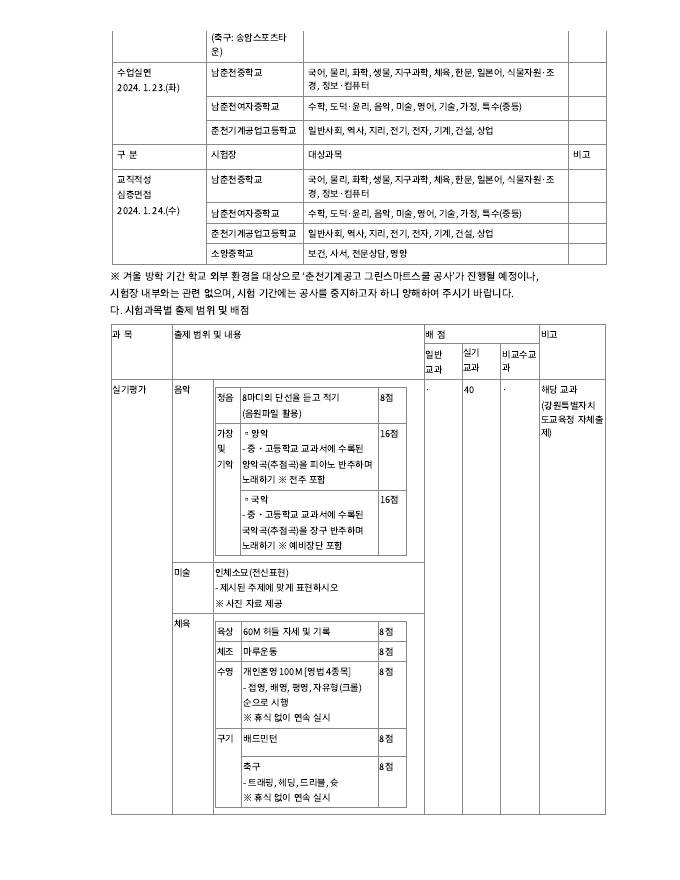 (축구: 송암스포츠타
운)
수업실연
2024. 1.23.(화)
남춘천중학교
국어, 물리, 화학, 생물, 지구과학, 체육, 한문, 일본어, 식물자원·조
경, 정보·컴퓨터
남춘천여자중학교
수학, 도덕·윤리, 음악, 미술, 영어, 기술, 가정, 특수(중등)
춘천기계공업고등학교
일반사회, 역사, 지리, 전기, 전자, 기계, 건설, 상업
구 분
시험장
대상과목
비고
교직적성
심층면접
2024. 1.24.(수)
남춘천중학교
국어, 물리, 화학, 생물, 지구과학, 체육, 한문, 일본어, 식물자원·조
경, 정보·컴퓨터
남춘천여자중학교
수학, 도덕·윤리, 음악, 미술, 영어, 기술, 가정, 특수(중등)
춘천기계공업고등학교
일반사회, 역사, 지리, 전기, 전자, 기계, 건설, 상업
소양중학교
보건, 사서, 전문상담, 영양
※ 겨울 방학 기간 학교 외부 환경을 대상으로 ‘춘천기계공고 그린스마트스쿨 공사’가 진행될 예정이나,
시험장 내부와는 관련 없으며, 시험 기간에는 공사를 중지하고자 하니 양해하여 주시기 바랍니다.
다. 시험과목별 출제 범위 및 배점
과 목
출제 범위 및 내용
배 점
비고
일반
교과
실기
교과
비교수교
과
실기평가
음악
청음
8마디의 단선율 듣고 적기
(음원파일 활용)
8점
가창
및
기악
▫양악
- 중・고등학교 교과서에 수록된
양악곡(추첨곡)을 피아노 반주하며
노래하기 ※ 전주 포함
16점
▫국악
- 중・고등학교 교과서에 수록된
국악곡(추첨곡)을 장구 반주하며
노래하기 ※ 예비장단 포함
16점
·
40
·
해당 교과
(강원특별자치
도교육청 자체출
제)
미술
인체소묘(전신표현)
- 제시된 주제에 맞게 표현하시오
※ 사진 자료 제공
체육
육상
60M 허들 자세 및 기록
8점
체조
마루운동
8점
수영
개인혼영 100M [영법 4종목]
- 접영, 배영, 평영, 자유형(크롤)
순으로 시행
※ 휴식 없이 연속 실시
8점
구기
배드민턴
8점
축구
- 트래핑, 헤딩, 드리블, 슛
※ 휴식 없이 연속 실시
8점